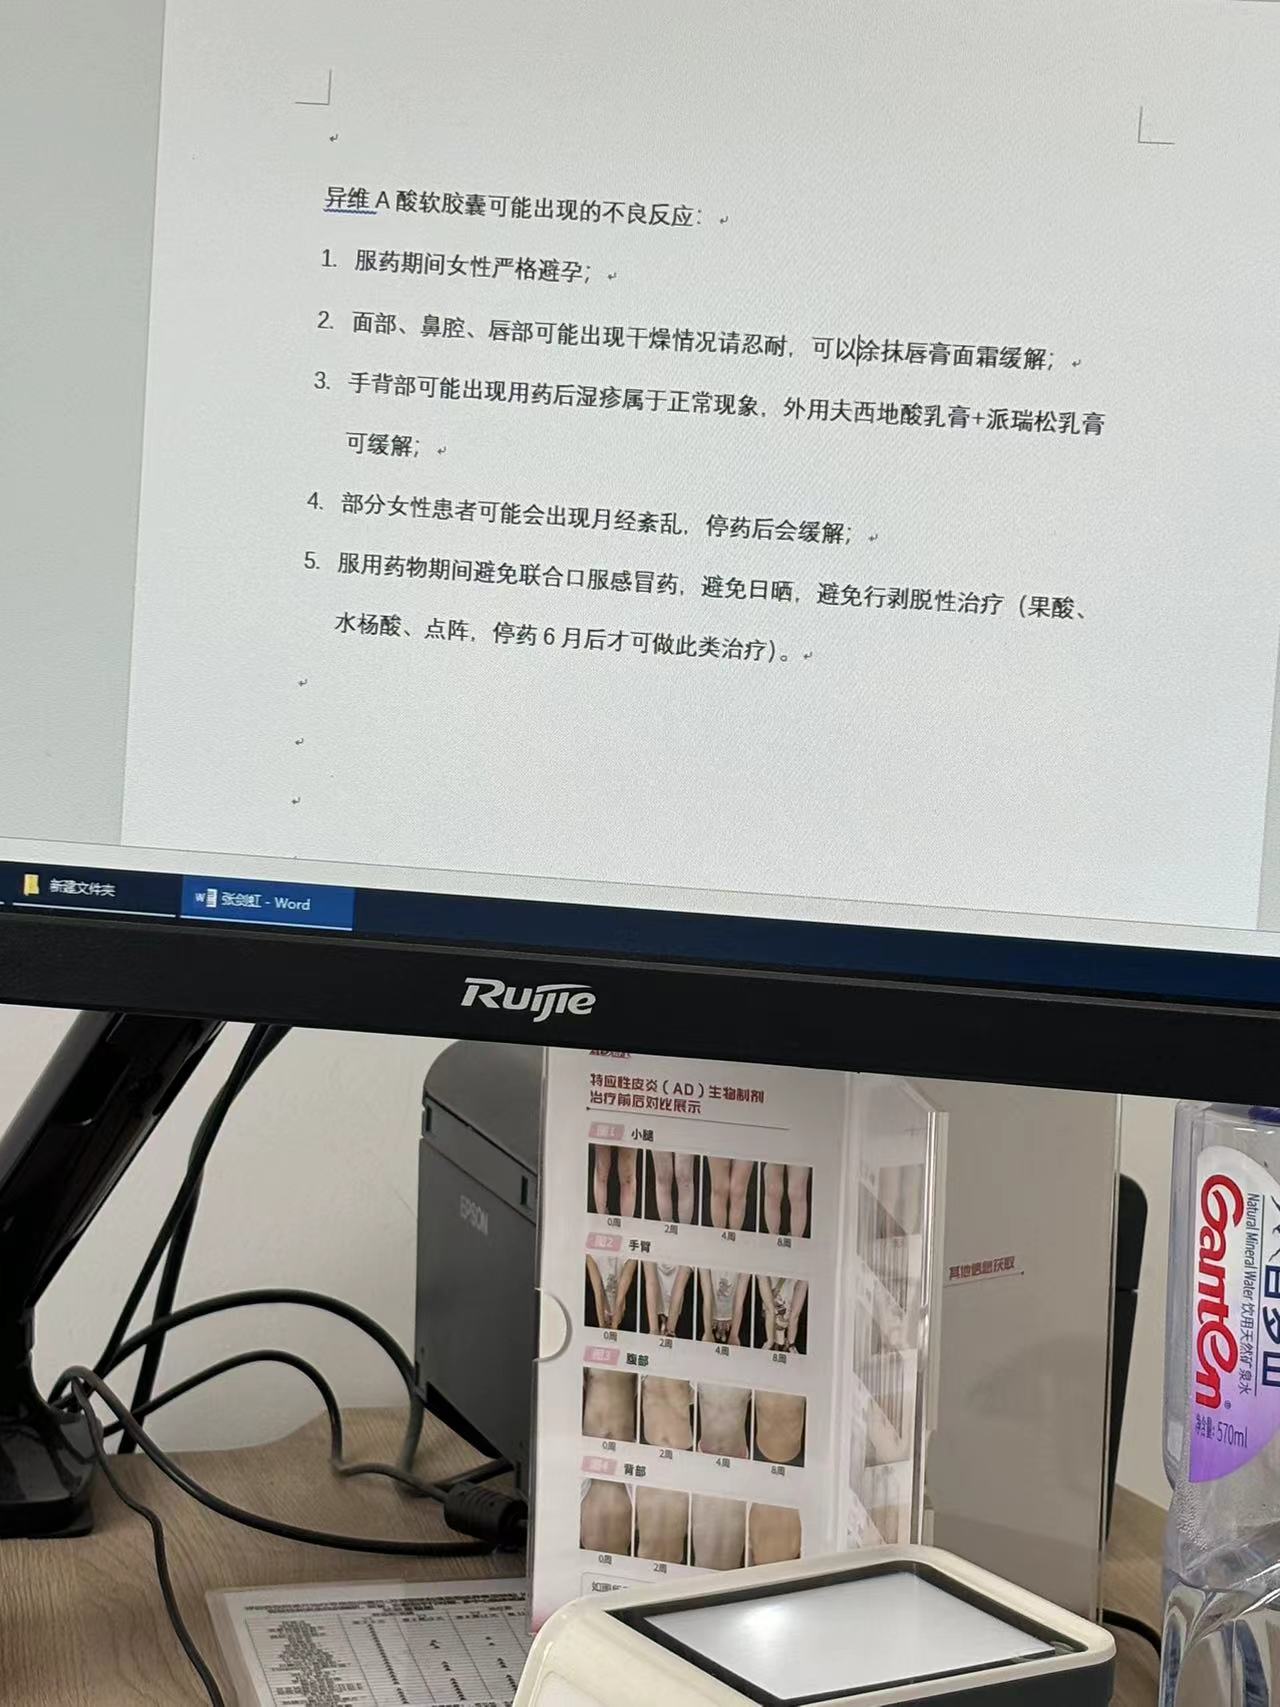 异维A酸软胶囊可能出现的不良反应：
1. 服药期间女性严格避孕；
2. 面部、鼻腔、唇部可能出现干燥情况请忍耐，可以涂抹唇膏面霜缓解；
3. 手背部可能出现用药后湿疹属于正常现象，外用夫西地酸乳膏+派瑞松乳膏
可缓解；
4. 部分女性患者可能会出现月经紊乱，停药后会缓解；
5. 服用药物期间避免联合口服感冒药，避免日晒，避免行剥脱性治疗（果酸、
水杨酸、点阵，停药6月后才可做此类治疗）。
新建文件夹
张剑虹 - Word
Ruijie
EPSON
特应性皮炎（AD）生物制剂
治疗前后对比展示
图1 小腿
0周 2周 4周 8周
图2 手臂
0周 2周 4周 8周
图3 腹部
0周 2周 4周 8周
图4 背部
0周 2周
其他信息获取
Ganten
Natural Mineral Water 饮用天然矿泉水
净含量: 570ml